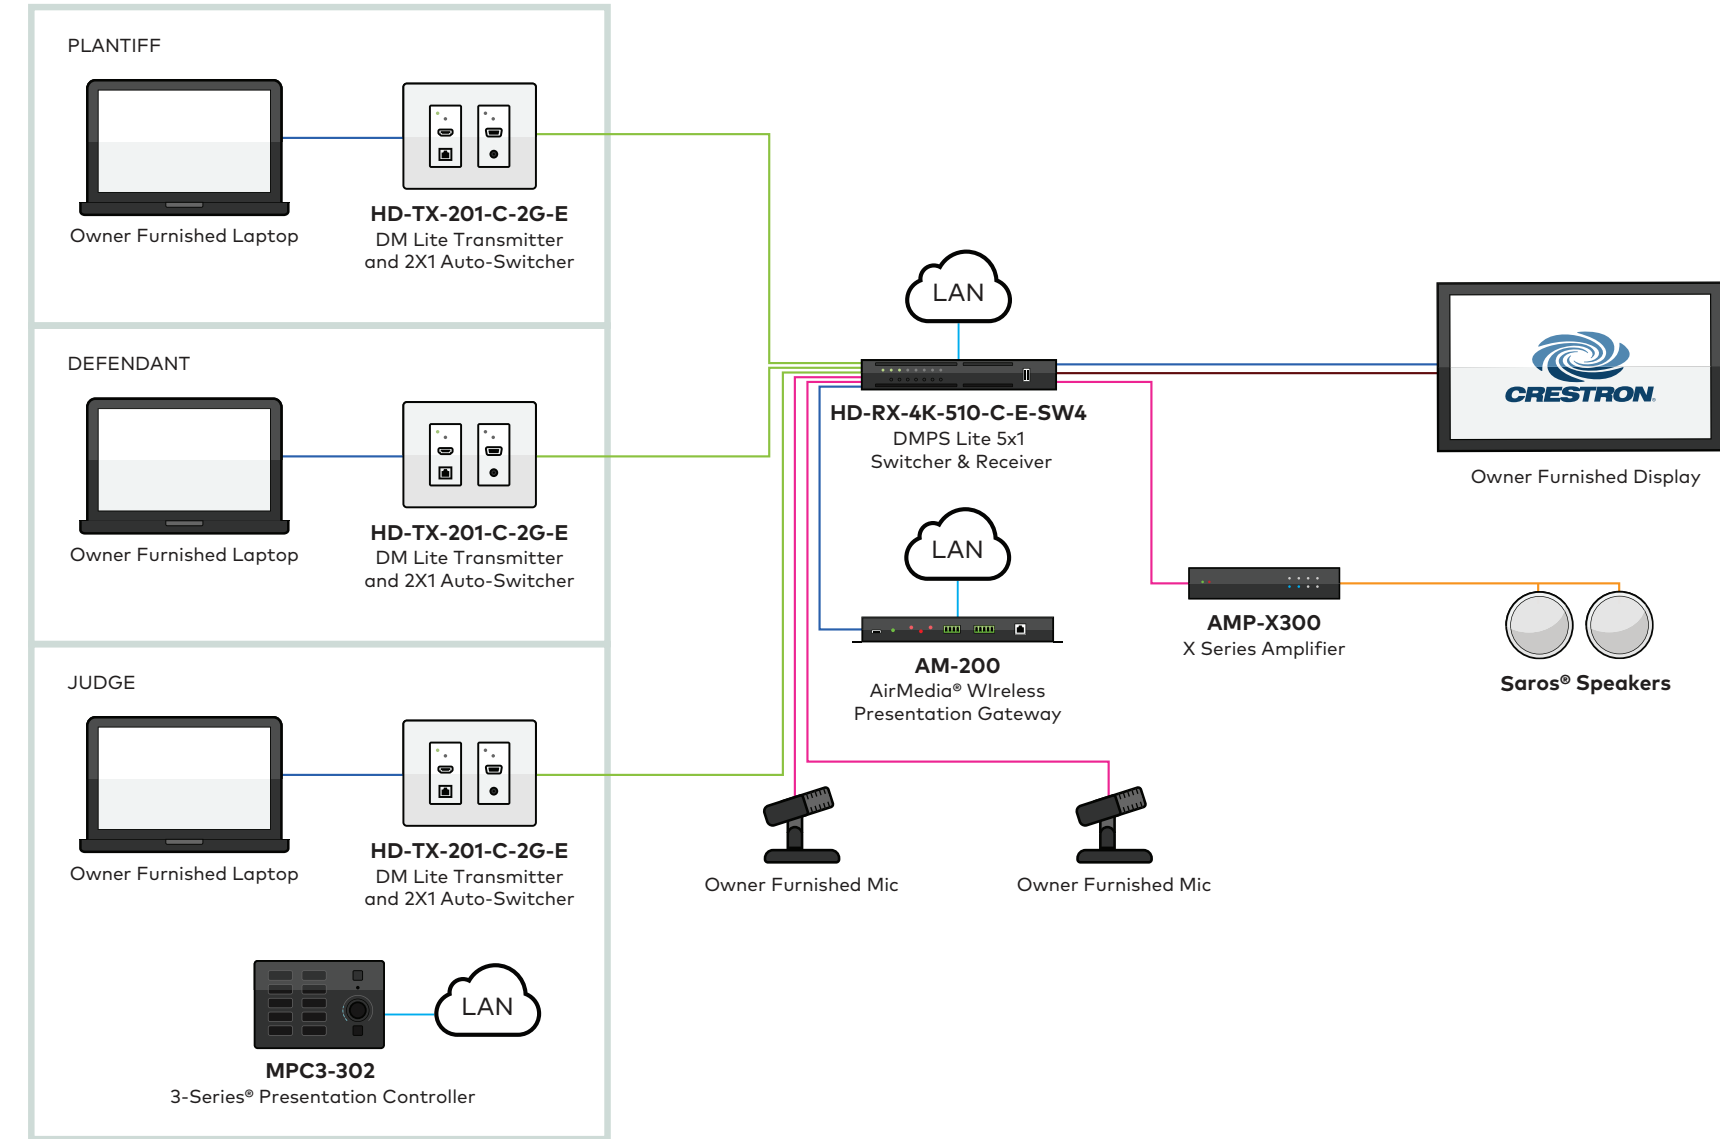 PLANTIFF
Owner Furnished Laptop
HD-TX-201-C-2G-E
DM Lite Transmitter
and 2X1 Auto-Switcher
DEFENDANT
Owner Furnished Laptop
HD-TX-201-C-2G-E
DM Lite Transmitter
and 2X1 Auto-Switcher
JUDGE
Owner Furnished Laptop
HD-TX-201-C-2G-E
DM Lite Transmitter
and 2X1 Auto-Switcher
LAN
MPC3-302
3-Series® Presentation Controller
LAN
HD-RX-4K-510-C-E-SW4
DMPS Lite 5x1
Switcher & Receiver
LAN
AM-200
AirMedia® WIreless
Presentation Gateway
Owner Furnished Mic
Owner Furnished Mic
CRESTRON®
Owner Furnished Display
AMP-X300
X Series Amplifier
Saros® Speakers